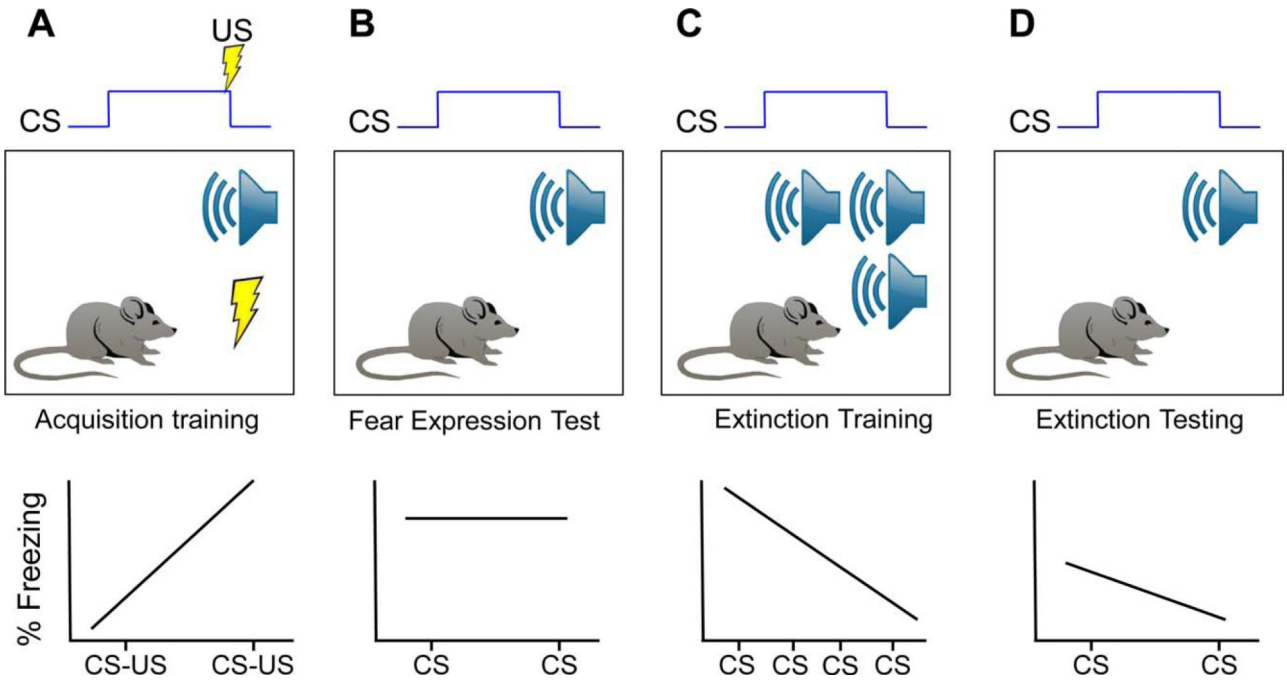 A
B
C
D
US
CS
CS
CS
CS
Acquisition training
Fear Expression Test
Extinction Training
Extinction Testing
% Freezing
CS-US CS-US
CS CS
CS CS CS CS
CS CS